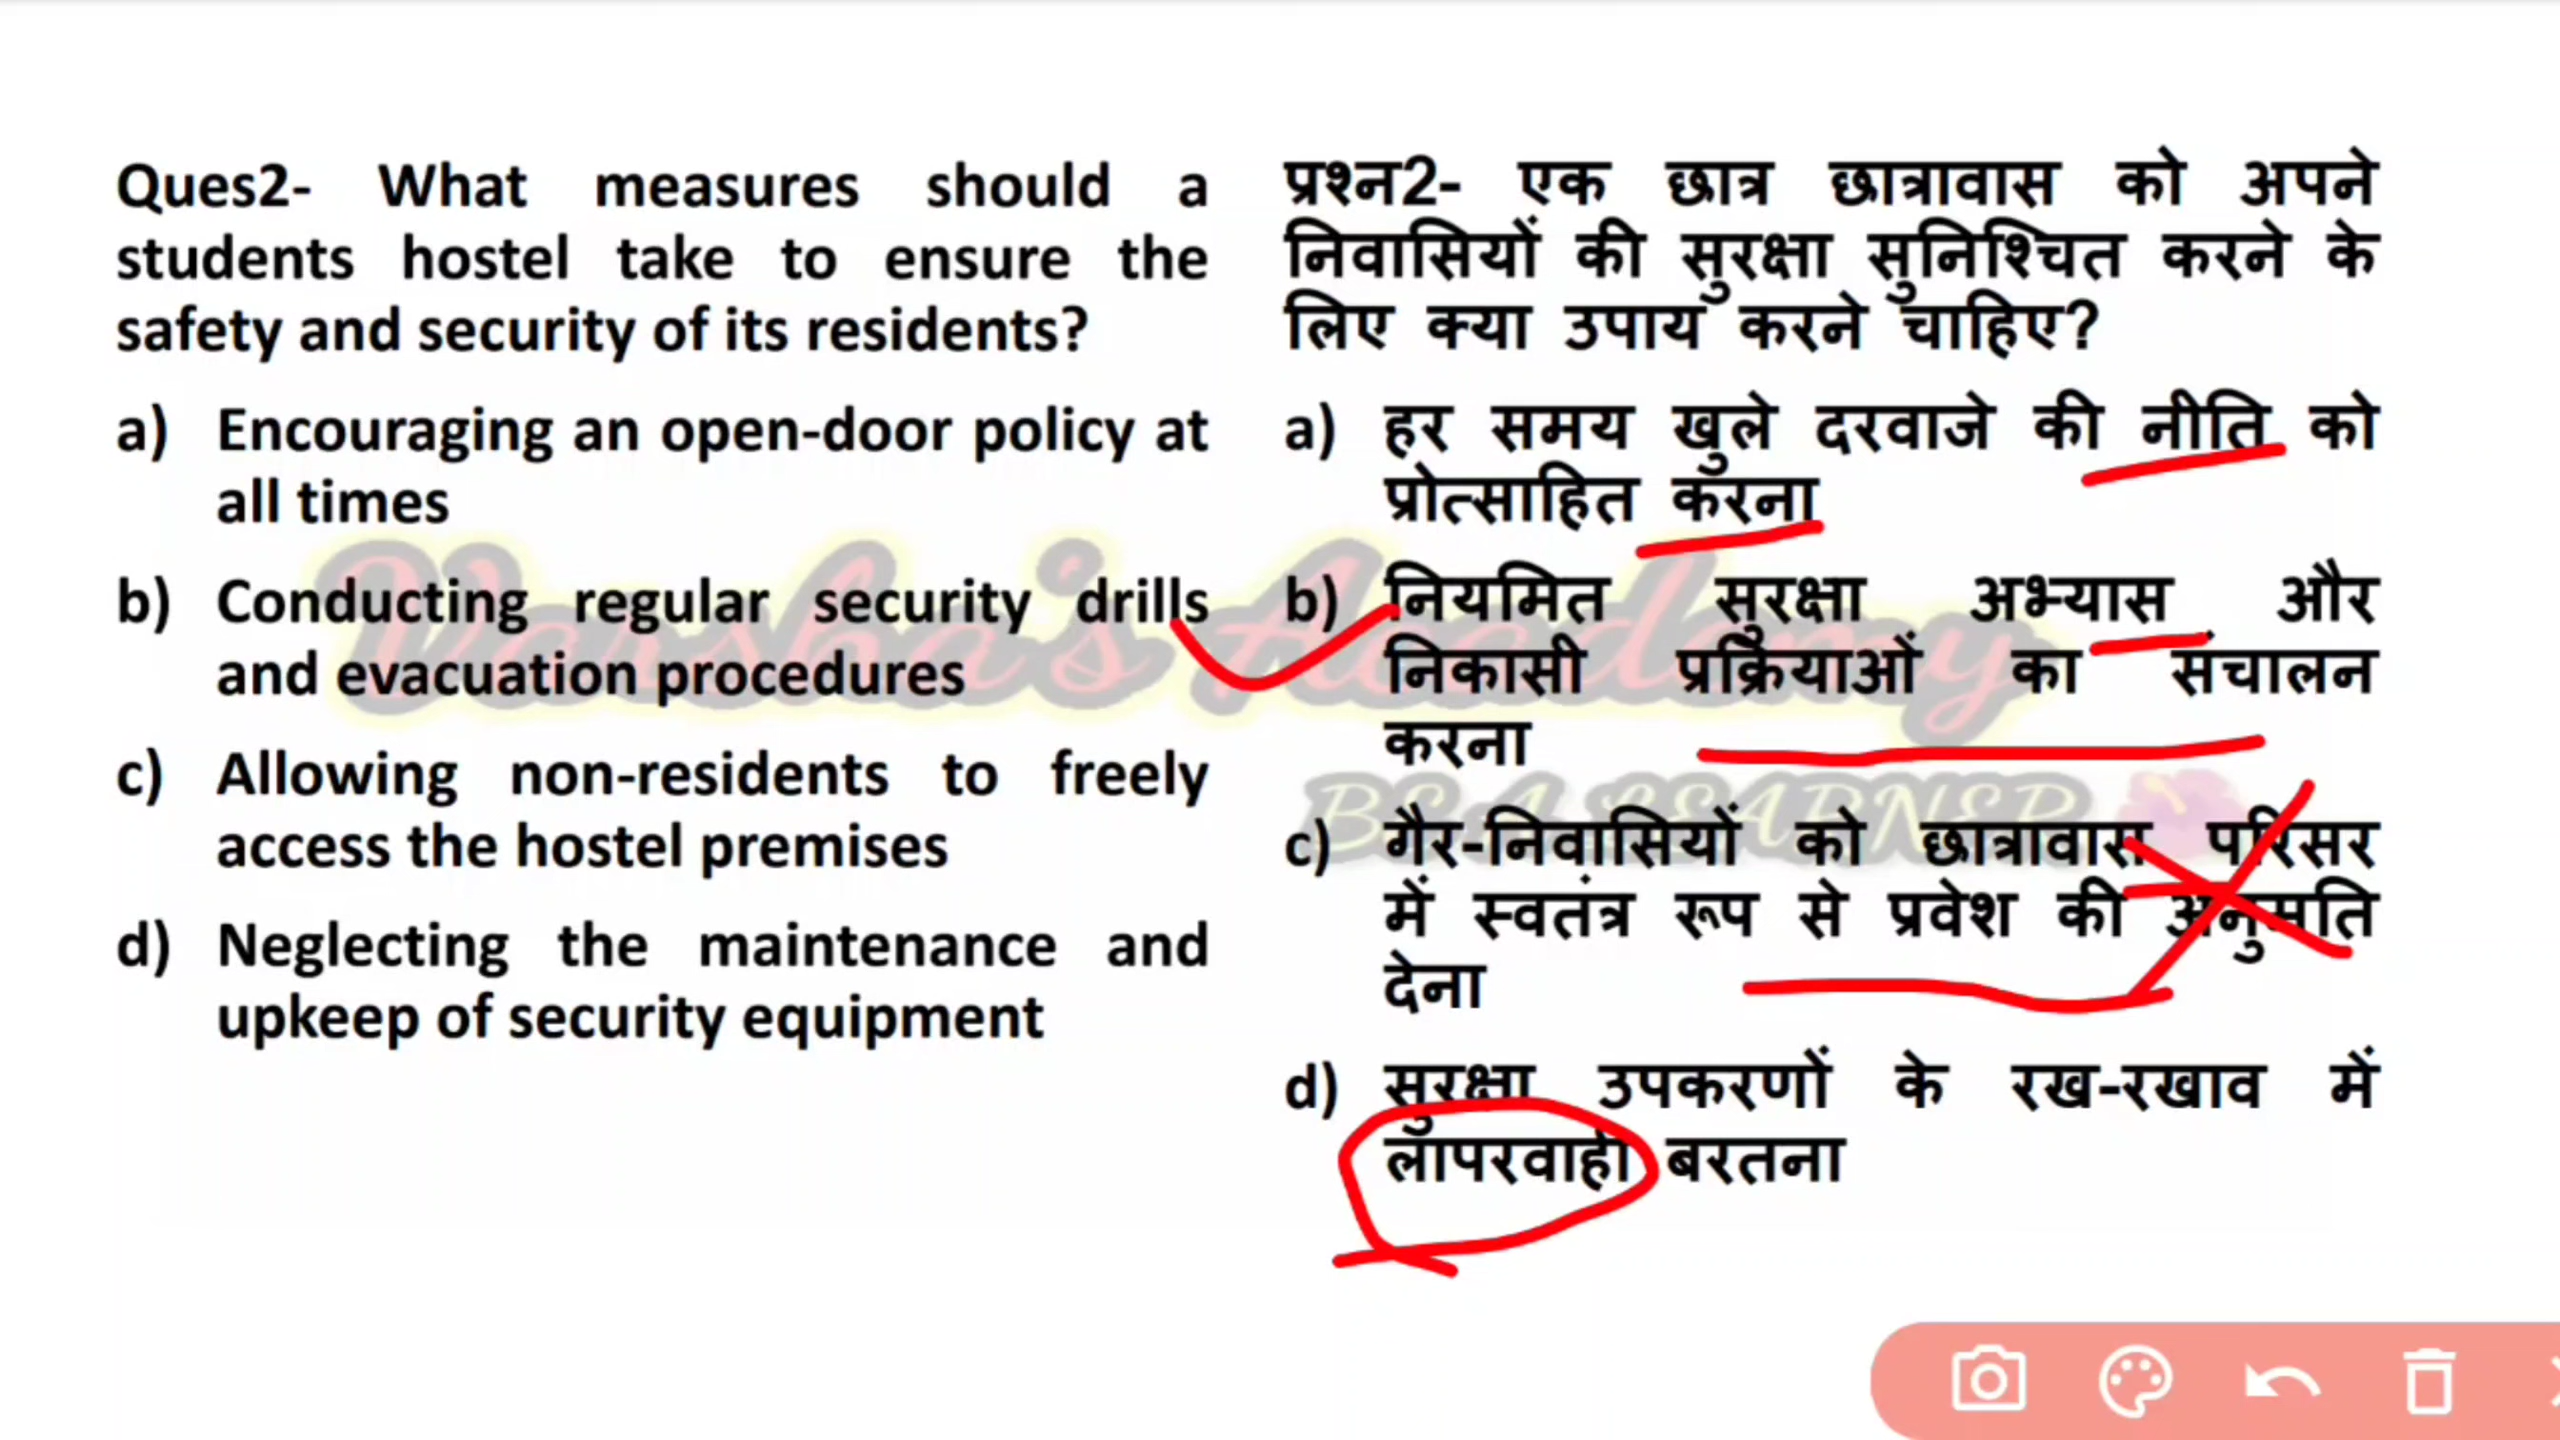 Ques2- What measures should a
students hostel take to ensure the
safety and security of its residents?
a) Encouraging an open-door policy at
all times
b) Conducting regular security drills
and evacuation procedures
c) Allowing non-residents to freely
access the hostel premises
d) Neglecting the maintenance and
upkeep of security equipment
प्रश्न2- एक छात्र छात्रावास को अपने
निवासियों की सुरक्षा सुनिश्चित करने के
लिए क्या उपाय करने चाहिए?
a) हर समय खुले दरवाजे की नीति को
प्रोत्साहित करना
b) नियमित सुरक्षा अभ्यास और
निकासी प्रक्रियाओं का संचालन
करना
c) गैर-निवासियों को छात्रावास परिसर
में स्वतंत्र रूप से प्रवेश की अनुमति
देना
d) सुरक्षा उपकरणों के रख-रखाव में
लापरवाही बरतना
Varsha's Academy
BE A LEARNER